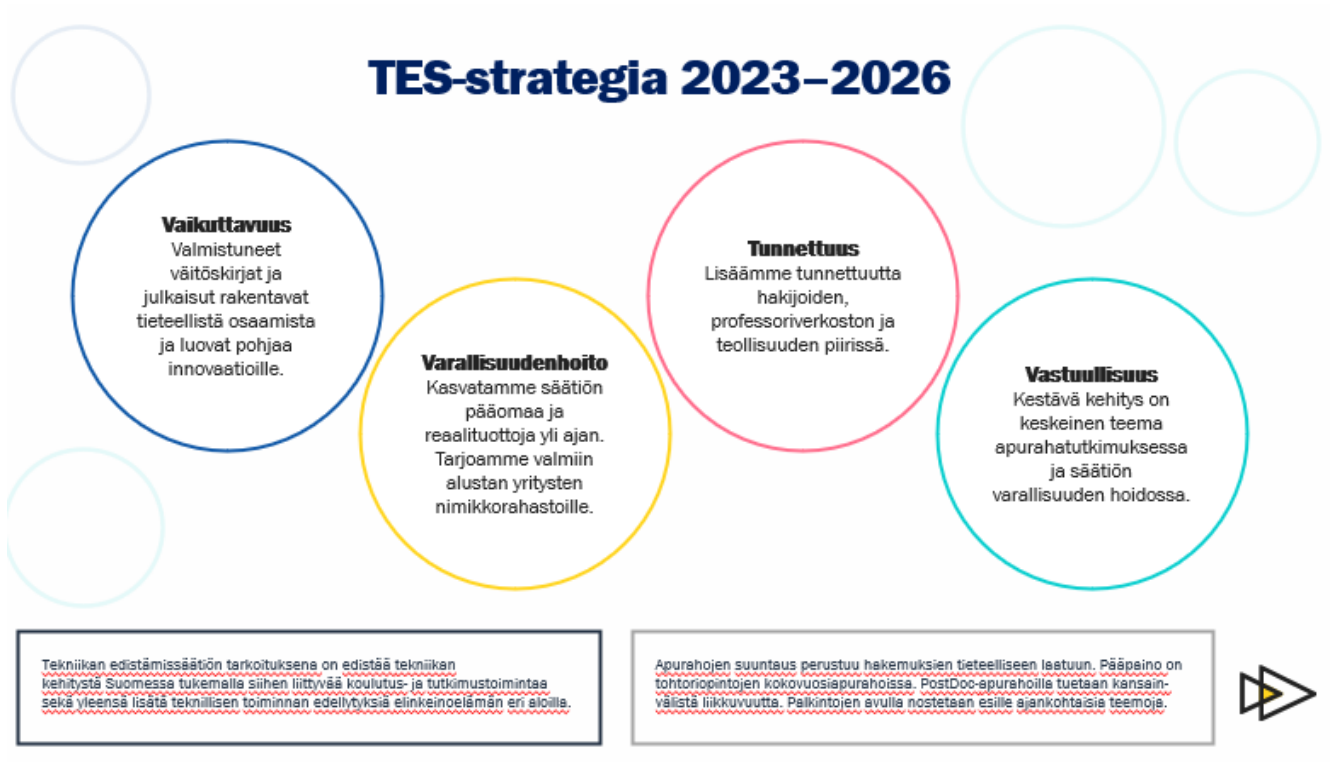 TES-strategia 2023–2026
Vaikuttavuus
Valmistuneet
väitöskirjat ja
julkaisut rakentavat
tieteellistä osaamista
ja luovat pohjaa
innovaatioille.
Varallisuudenhoito
Kasvatamme säätiön
pääomaa ja
reaalituottoja yli ajan.
Tarjoamme valmiin
alustan yritysten
nimikkorahastoille.
Tunnettuus
Lisäämme tunnettuutta
hakijoiden,
professoriverkoston ja
teollisuuden piirissä.
Vastuullisuus
Kestävä kehitys on
keskeinen teema
apurahatutkimuksessa
ja säätiön
varallisuuden hoidossa.
Tekniikan edistämissäätiön tarkoituksena on edistää tekniikan
kehitystä Suomessa tukemalla siihen liittyvää koulutus- ja tutkimustoimintaa
sekä yleensä lisätä teknillisen toiminnan edellytyksiä elinkeinoelämän eri aloilla.
Apurahojen suuntaus perustuu hakemuksien tieteelliseen laatuun. Pääpaino on
tohtoriopintojen kokovuosiapurahoissa. PostDoc-apurahoilla tuetaan kansain-
välistä liikkuvuutta. Palkintojen avulla nostetaan esille ajankohtaisia teemoja.